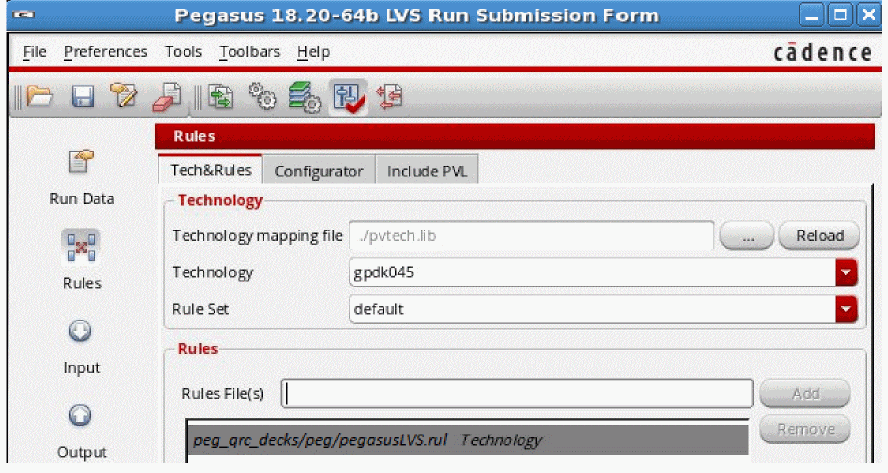 Pegasus 18.20-64b LVS Run Submission Form
File Preferences Tools Toolbars Help cādence
Rules
Tech&Rules Configurator Include PVL
Run Data
Technology
Technology mapping file ./pvtech.lib ... Reload
Rules
Technology gpdk045
Rule Set default
Input
Rules
Rules File(s) Add
Output
peg_qrc_decks/peg/pegasusLVS.rul Technology Remove